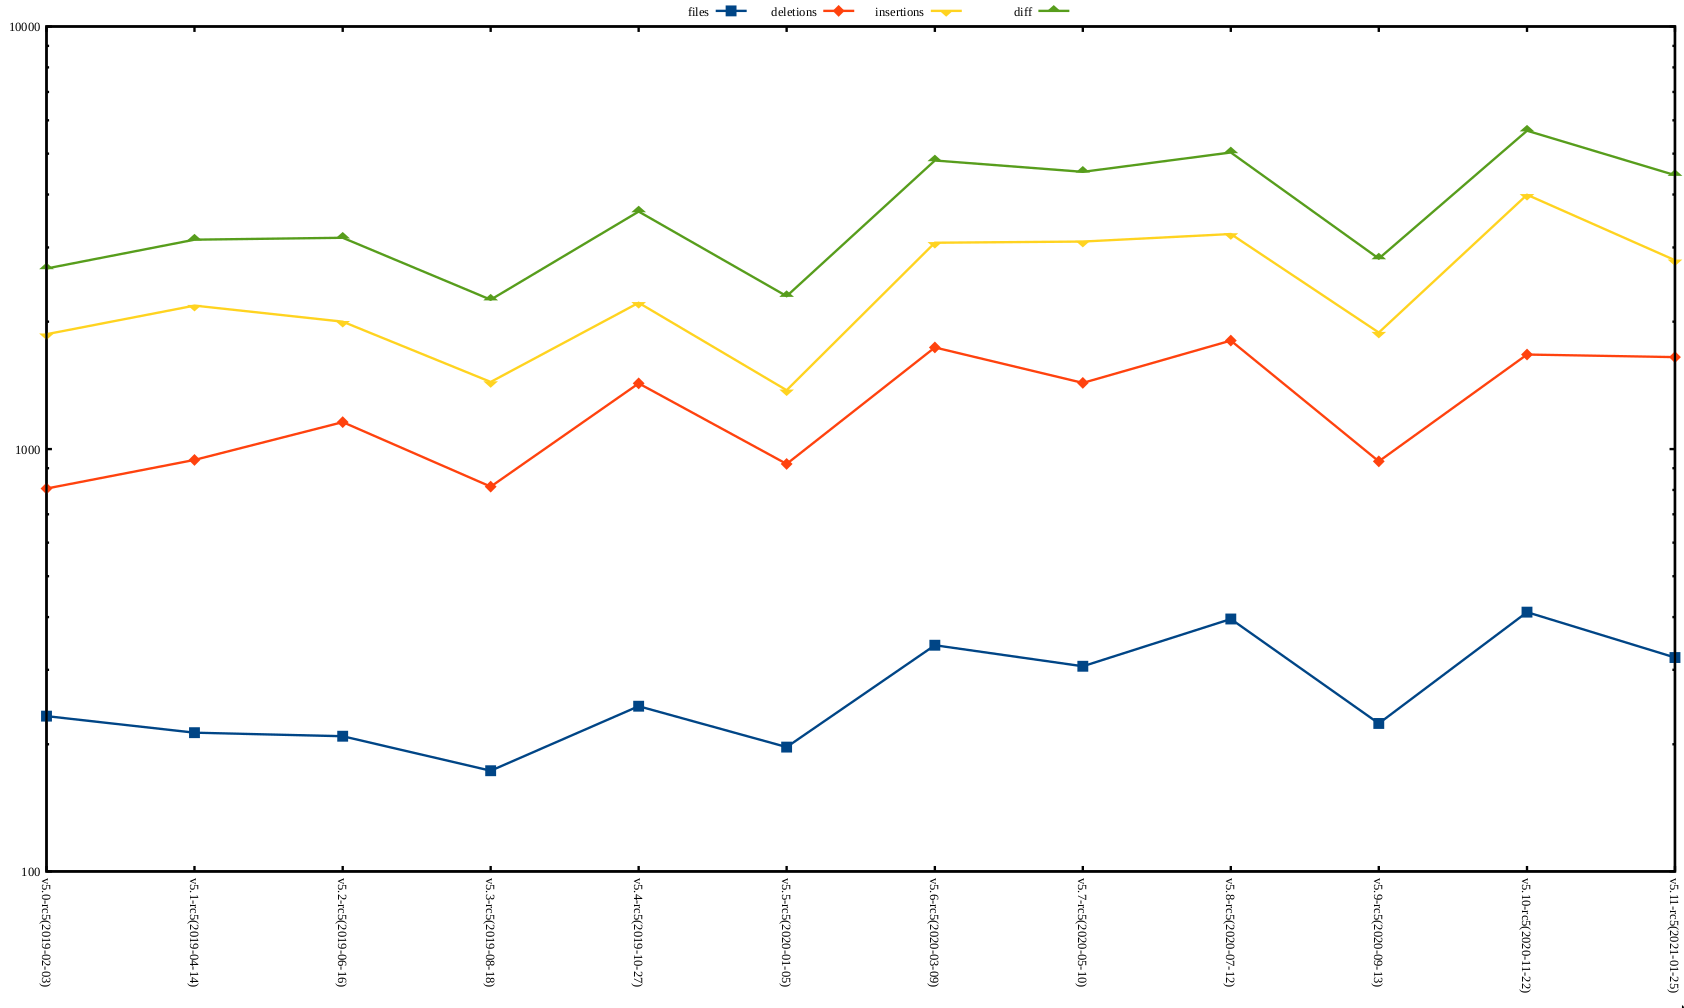 files deletions insertions diff
10000
1000
100
v5.0-rc5(2019-02-03)
v5.1-rc5(2019-04-14)
v5.2-rc5(2019-06-16)
v5.3-rc5(2019-08-18)
v5.4-rc5(2019-10-27)
v5.5-rc5(2020-01-05)
v5.6-rc5(2020-03-09)
v5.7-rc5(2020-05-10)
v5.8-rc5(2020-07-12)
v5.9-rc5(2020-09-13)
v5.10-rc5(2020-11-22)
v5.11-rc5(2021-01-25)